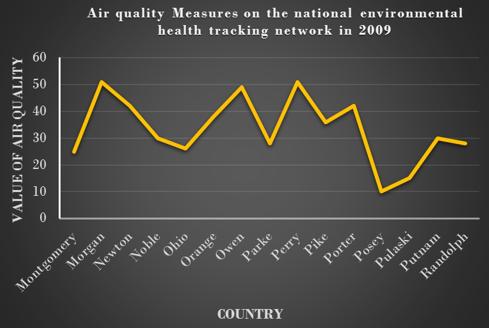 Air quality Measures on the national environmental
health tracking network in 2009
VALUE OF AIR QUALITY
60
50
40
30
20
10
0
Montgomery
Morgan
Newton
Noble
Ohio
Orange
Owen
Parke
Perry
Pike
Porter
Posey
Pulaski
Putnam
Randolph
COUNTRY